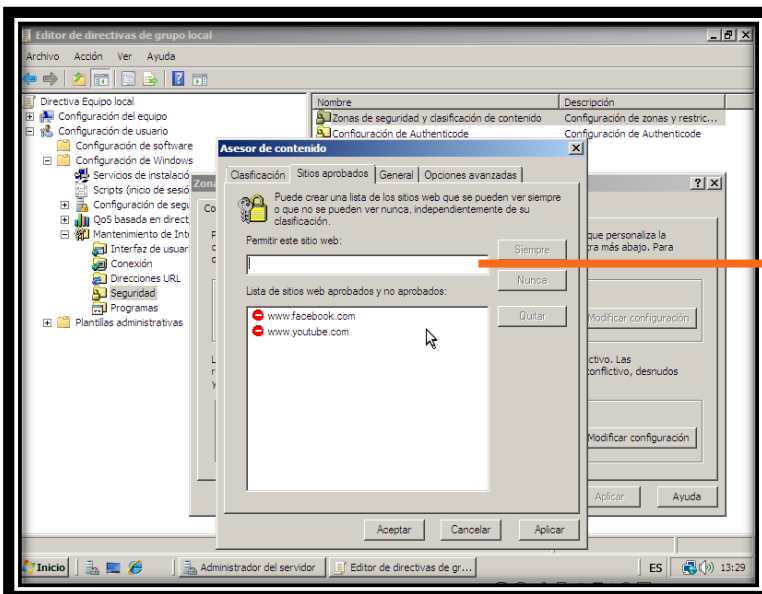 Editor de directivas de grupo local
Archivo Acción Ver Ayuda
Directiva Equipo local
Configuración del equipo
Configuración de usuario
Configuración de software
Configuración de Windows
Servicios de instalació
Scripts (inicio de sesió
Configuración de segu
QoS basada en direct
Mantenimiento de Inte
Interfaz de usuar
Conexión
Direcciones URL
Seguridad
Programas
Plantillas administrativas
Nombre Descripción
Zonas de seguridad y clasificación de contenido Configuración de zonas y restric...
Configuración de Authenticode Configuración de Authenticode
Zona
Co
que personaliza la
tra más abajo. Para
Modificar configuración
ctivo. Las
conflictivo, desnudos
Modificar configuración
Aplicar Ayuda
Asesor de contenido
Clasificación Sitios aprobados General Opciones avanzadas
Puede crear una lista de los sitios web que se pueden ver siempre
o que no se pueden ver nunca, independientemente de su
clasificación.
Permitir este sitio web:
Siempre
Nunca
Lista de sitios web aprobados y no aprobados:
www.facebook.com
www.youtube.com
Quitar
Aceptar Cancelar Aplicar
Inicio Administrador del servidor Editor de directivas de gr... ES 13:29